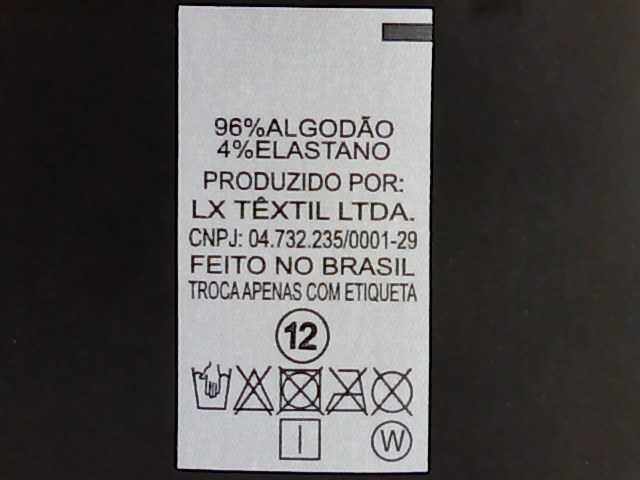 96%ALGODÃO
4%ELASTANO
PRODUZIDO POR:
LX TÊXTIL LTDA.
CNPJ: 04.732.235/0001-29
FEITO NO BRASIL
TROCA APENAS COM ETIQUETA
12
W